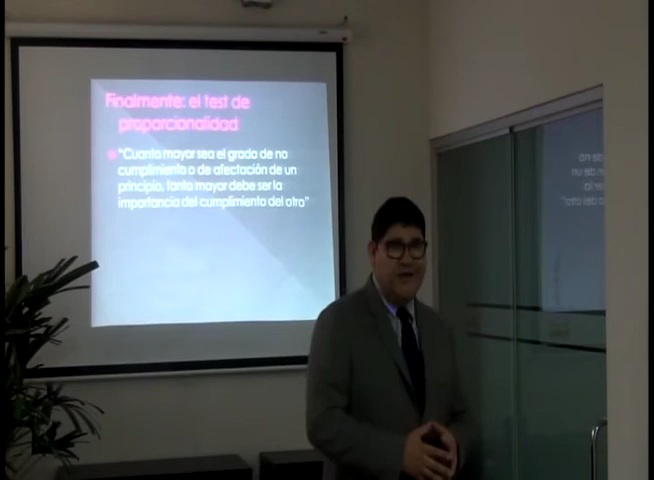 Finalmente: el test de
proporcionalidad
"Cuanto mayor sea el grado de no
cumplimiento o de afectación de un
principio, tanto mayor debe ser la
importancia del cumplimiento del otro"